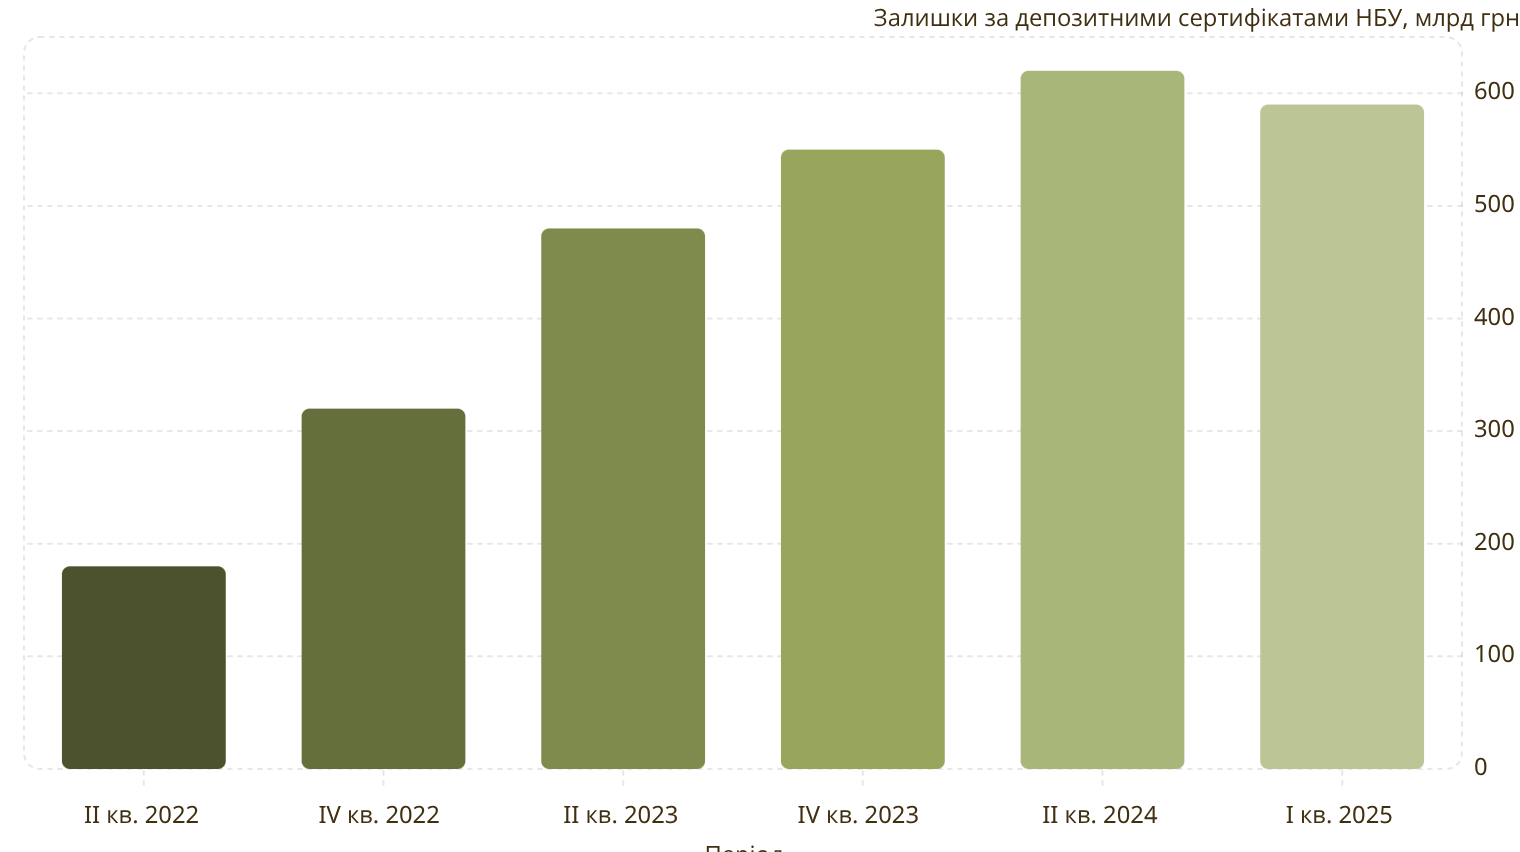 Залишки за депозитними сертифікатами НБУ, млрд грн
600
500
400
300
200
100
0
II кв. 2022
IV кв. 2022
II кв. 2023
IV кв. 2023
II кв. 2024
I кв. 2025
Період